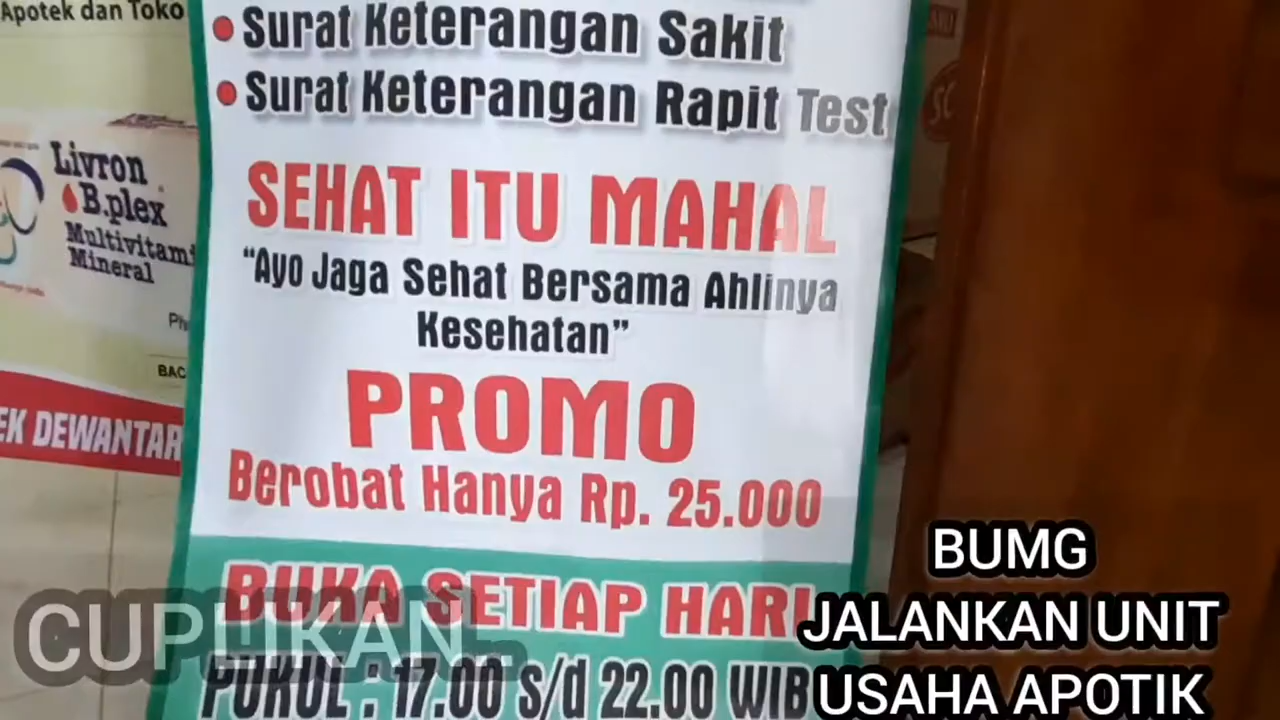 Apotek dan Toko
• Surat Keterangan Sakit
• Surat Keterangan Rapit Test
SEHAT ITU MAHAL
“Ayo Jaga Sehat Bersama Ahlinya
Kesehatan”
PROMO
Berobat Hanya Rp. 25.000
BUKA SETIAP HARI
PUKUL : 17.00 s/d 22.00 WIB
Livron
B.plex
Multivitami
Mineral
BAC
EK DEWANTAR
CUPLIKAN...
BUMG
JALANKAN UNIT
USAHA APOTIK